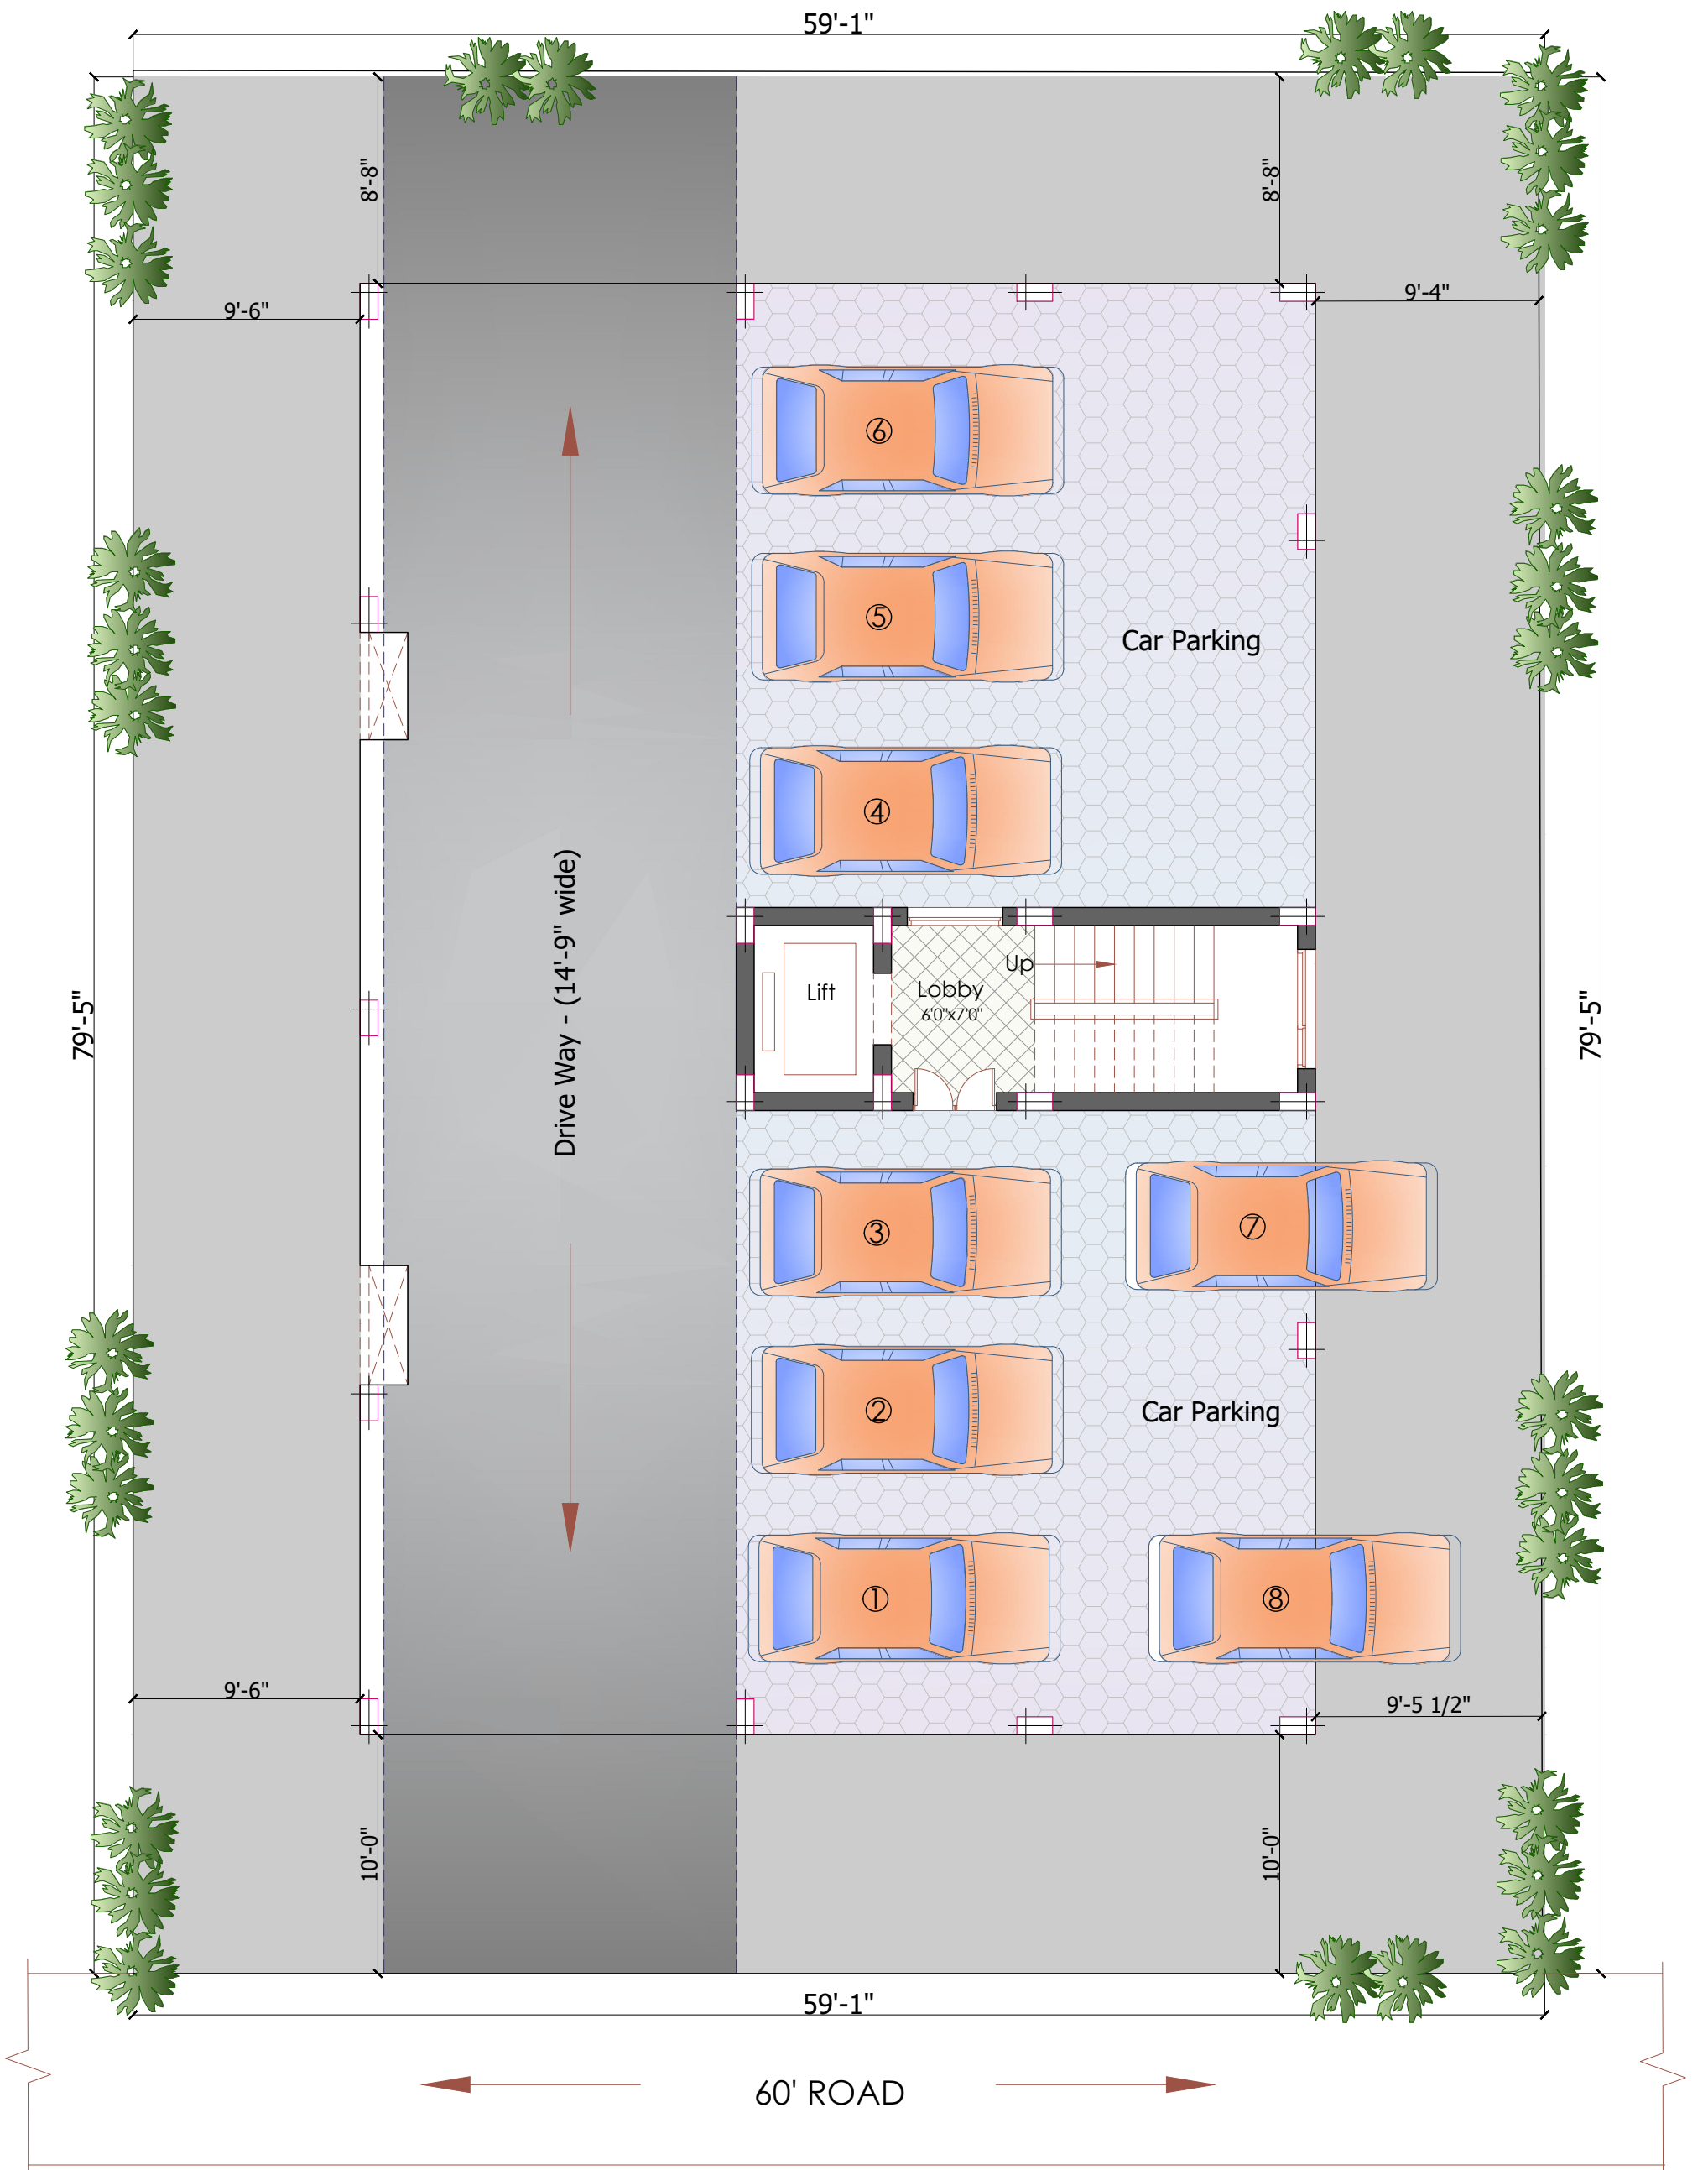 59'-1"
8'-8"
8'-8"
9'-6"
9'-4"
6
5
Car Parking
4
Drive Way - (14'-9" wide)
Up
Lift
Lobby
6'0"x7'0"
79'-5"
79'-5"
3
7
2
Car Parking
1
8
9'-6"
9'-5 1/2"
10'-0"
10'-0"
59'-1"
60' ROAD